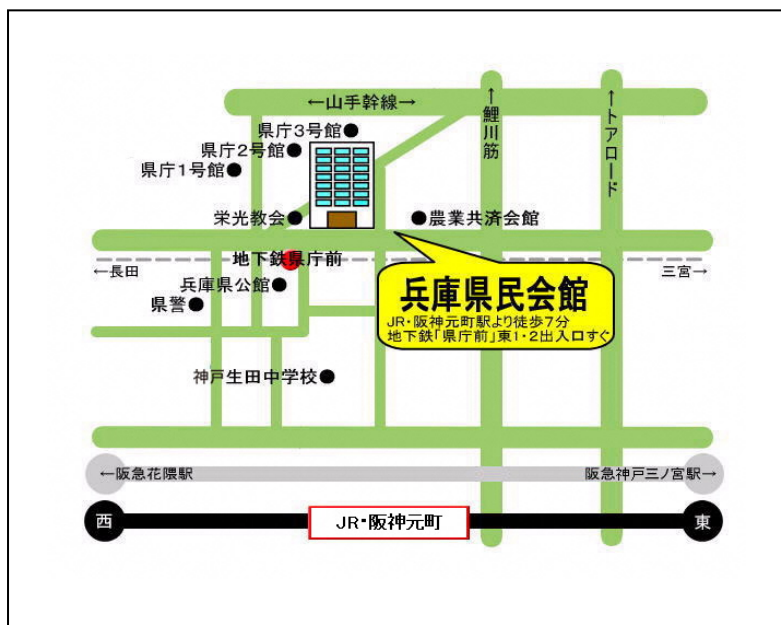 ←山手幹線→
↑鯉川筋
↑トアロード
県庁3号館
県庁2号館
県庁1号館
栄光教会
農業共済会館
地下鉄県庁前
←長田
三宮→
兵庫県公館
県警
兵庫県民会館
JR・阪神元町駅より徒歩7分
地下鉄「県庁前」東1・2出入口すぐ
神戸生田中学校
←阪急花隈駅
阪急神戸三ノ宮駅→
西
JR・阪神元町
東